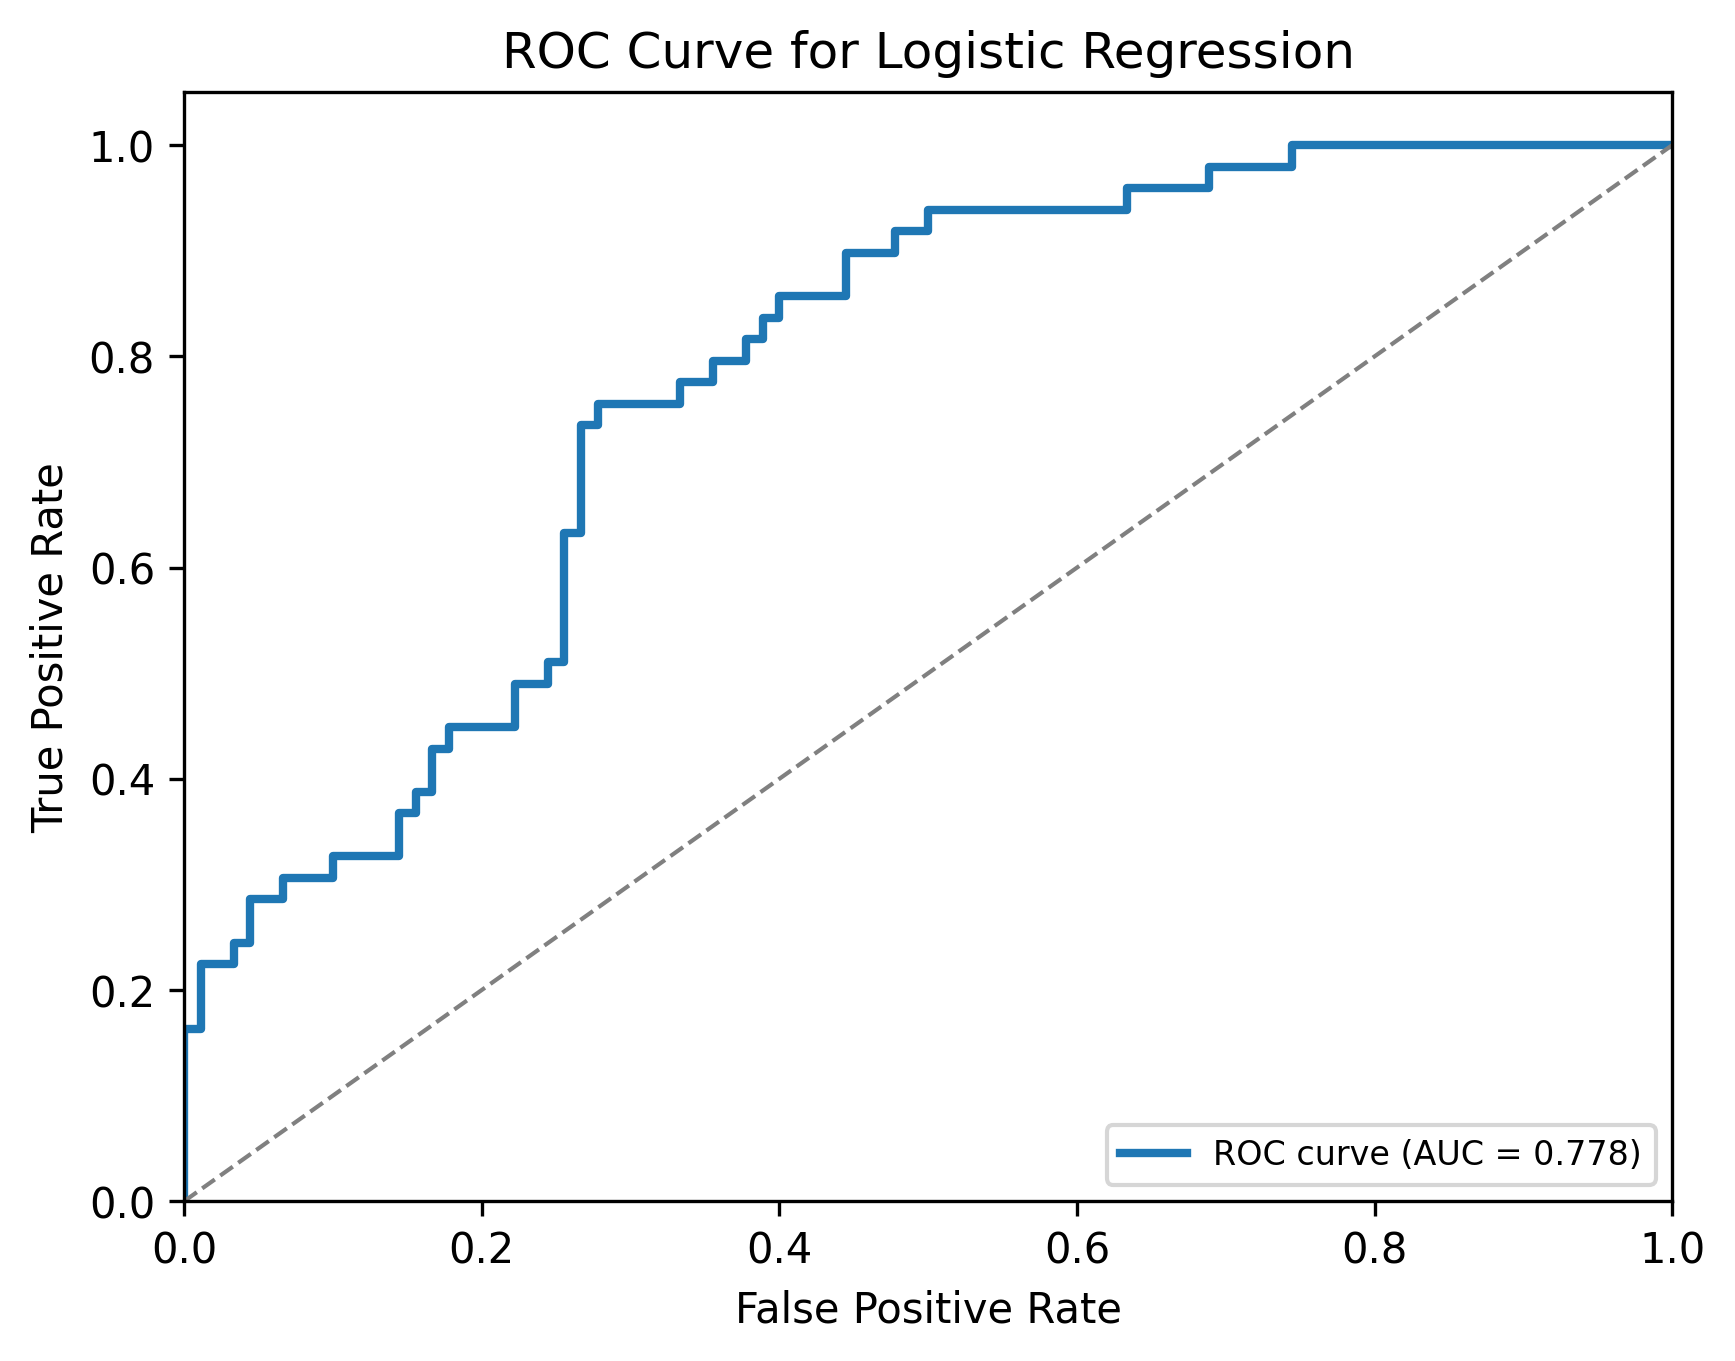 ROC Curve for Logistic Regression
True Positive Rate
1.0
0.8
0.6
0.4
0.2
0.0
0.0 0.2 0.4 0.6 0.8 1.0
False Positive Rate
ROC curve (AUC = 0.778)